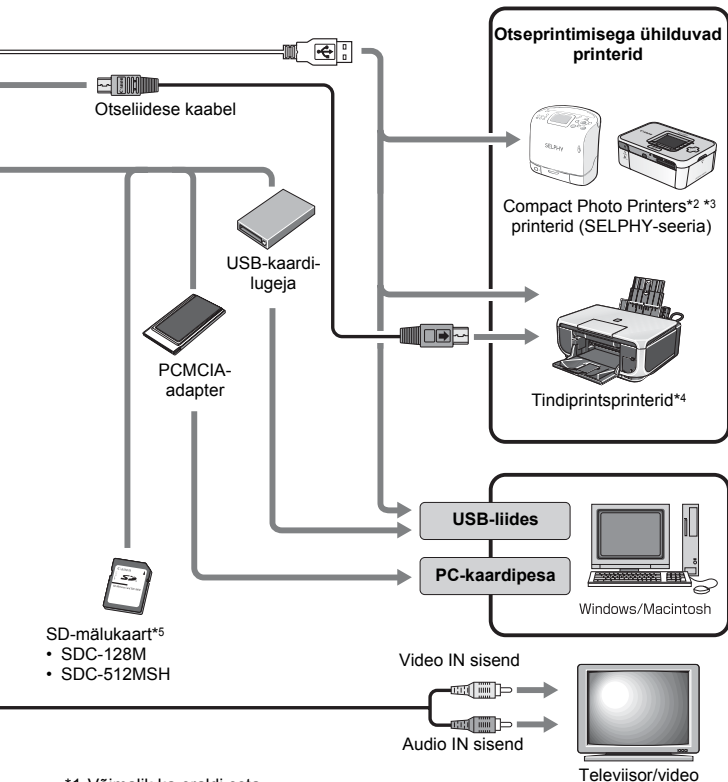 Otseprintimisega ühilduvad
printerid
Otseliidese kaabel
SELPHY
Compact Photo Printers*2 *3
printerid (SELPHY-seeria)
USB-kaardi-
lugeja
PCMCIA-
adapter
Tindiprintsprinterid*4
USB-liides
PC-kaardipesa
Windows/Macintosh
SD-mälukaart*5
• SDC-128M
• SDC-512MSH
Video IN sisend
Audio IN sisend
Televiisor/video